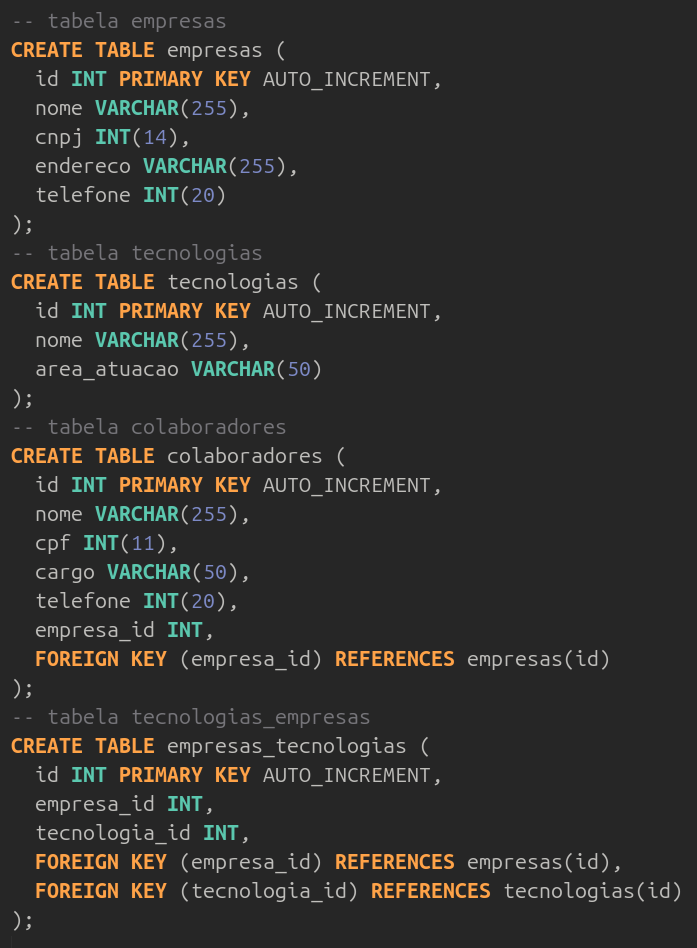 -- tabela empresas
CREATE TABLE empresas (
  id INT PRIMARY KEY AUTO_INCREMENT,
  nome VARCHAR(255),
  cnpj INT(14),
  endereco VARCHAR(255),
  telefone INT(20)
);
-- tabela tecnologias
CREATE TABLE tecnologias (
  id INT PRIMARY KEY AUTO_INCREMENT,
  nome VARCHAR(255),
  area_atuacao VARCHAR(50)
);
-- tabela colaboradores
CREATE TABLE colaboradores (
  id INT PRIMARY KEY AUTO_INCREMENT,
  nome VARCHAR(255),
  cpf INT(11),
  cargo VARCHAR(50),
  telefone INT(20),
  empresa_id INT,
  FOREIGN KEY (empresa_id) REFERENCES empresas(id)
);
-- tabela tecnologias_empresas
CREATE TABLE empresas_tecnologias (
  id INT PRIMARY KEY AUTO_INCREMENT,
  empresa_id INT,
  tecnologia_id INT,
  FOREIGN KEY (empresa_id) REFERENCES empresas(id),
  FOREIGN KEY (tecnologia_id) REFERENCES tecnologias(id)
);